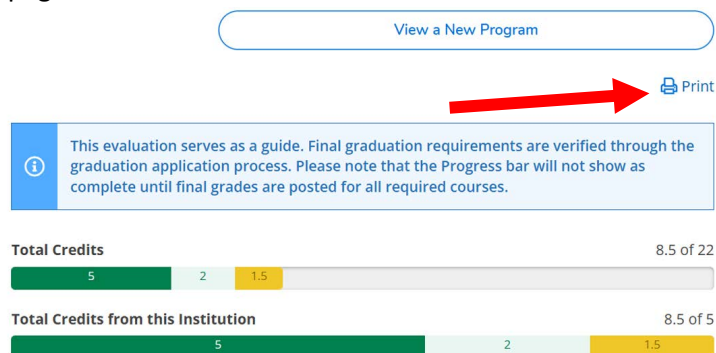 View a New Program
Print
This evaluation serves as a guide. Final graduation requirements are verified through the
graduation application process. Please note that the Progress bar will not show as
complete until final grades are posted for all required courses.
Total Credits 8.5 of 22
5 2 1.5
Total Credits from this Institution 8.5 of 5
5 2 1.5